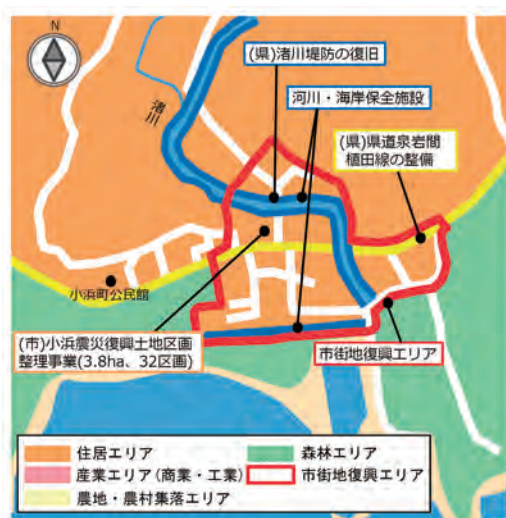 N
(県)渚川堤防の復旧
河川・海岸保全施設
渚川
(県)県道泉岩間
植田線の整備
小浜町公民館
(市)小浜震災復興土地区画
整理事業(3.8ha、32区画)
市街地復興エリア
住居エリア
森林エリア
産業エリア(商業・工業)
市街地復興エリア
農地・農村集落エリア